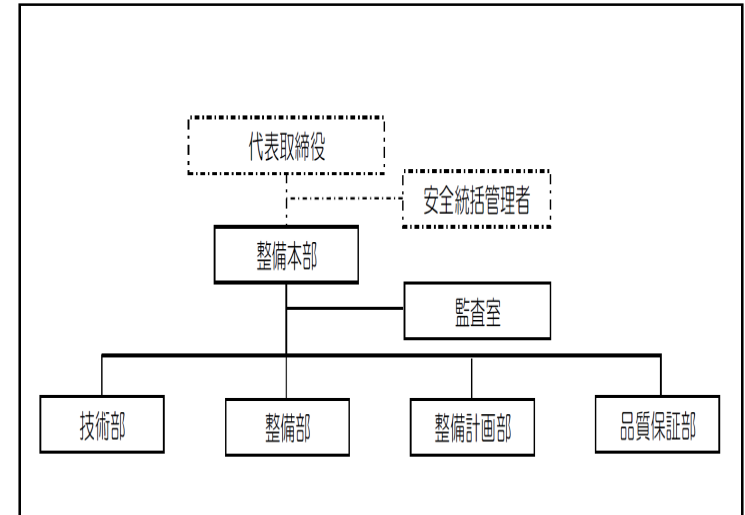 代表取締役
安全統括管理者
整備本部
監査室
技術部
整備部
整備計画部
品質保証部